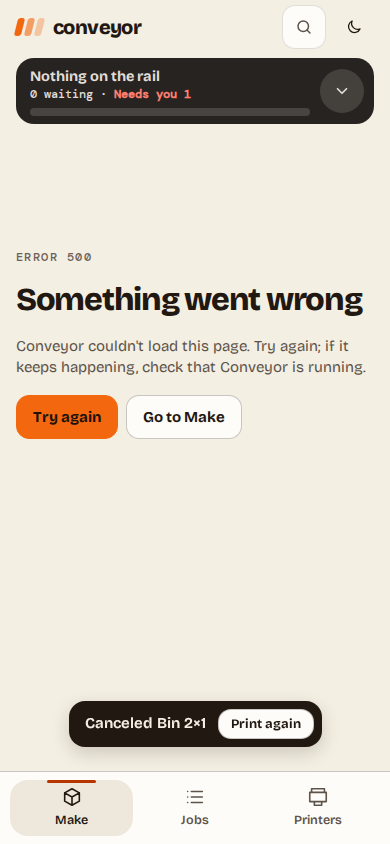 conveyor
Nothing on the rail
0 waiting · Needs you 1
ERROR 500
Something went wrong
Conveyor couldn't load this page. Try again; if it
keeps happening, check that Conveyor is running.
Try again
Go to Make
Canceled Bin 2×1
Print again
Make
Jobs
Printers